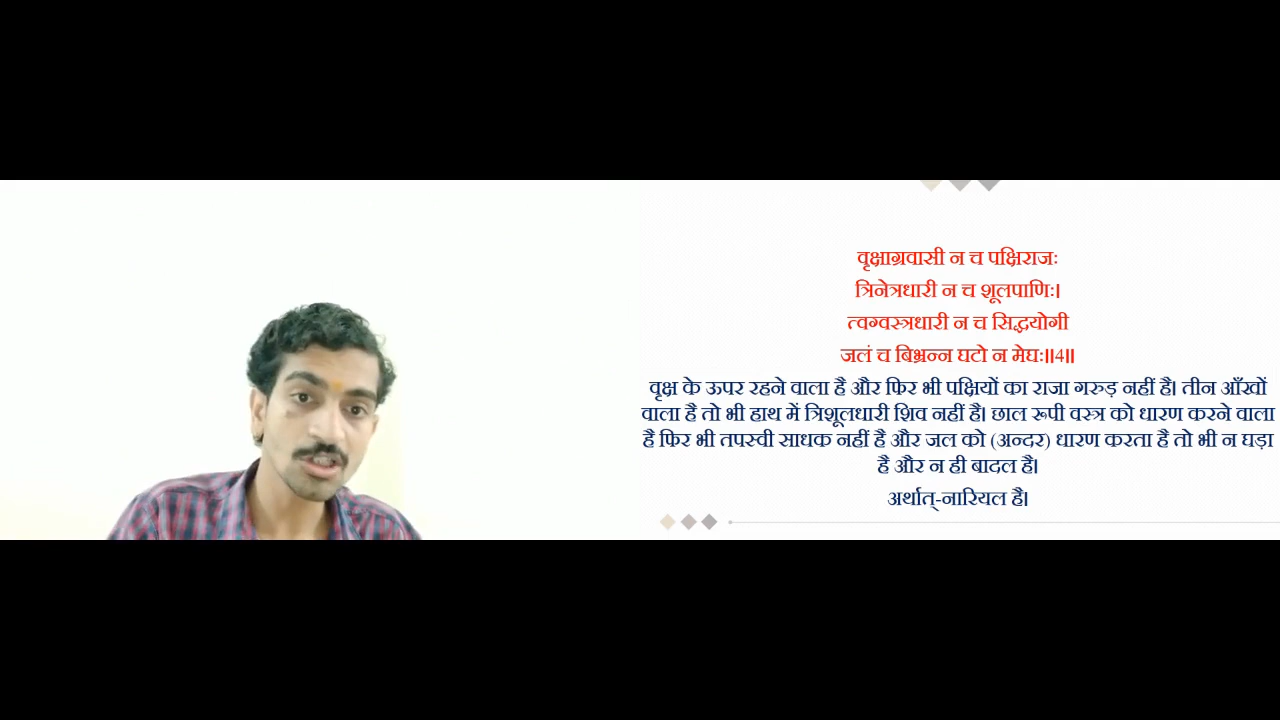 वृक्षाग्रवासी न च पक्षिराजः
त्रिनेत्रधारी न च शूलपाणिः।
त्वग्वस्त्रधारी न च सिद्धयोगी
जलं च बिभ्रन्न घटो न मेघः॥4॥
वृक्ष के ऊपर रहने वाला है और फिर भी पक्षियों का राजा गरुड़ नहीं है। तीन आँखों
वाला है तो भी हाथ में त्रिशूलधारी शिव नहीं है। छाल रूपी वस्त्र को धारण करने वाला
है फिर भी तपस्वी साधक नहीं है और जल को (अन्दर) धारण करता है तो भी न घड़ा
है और न ही बादल है।
अर्थात्-नारियल है।